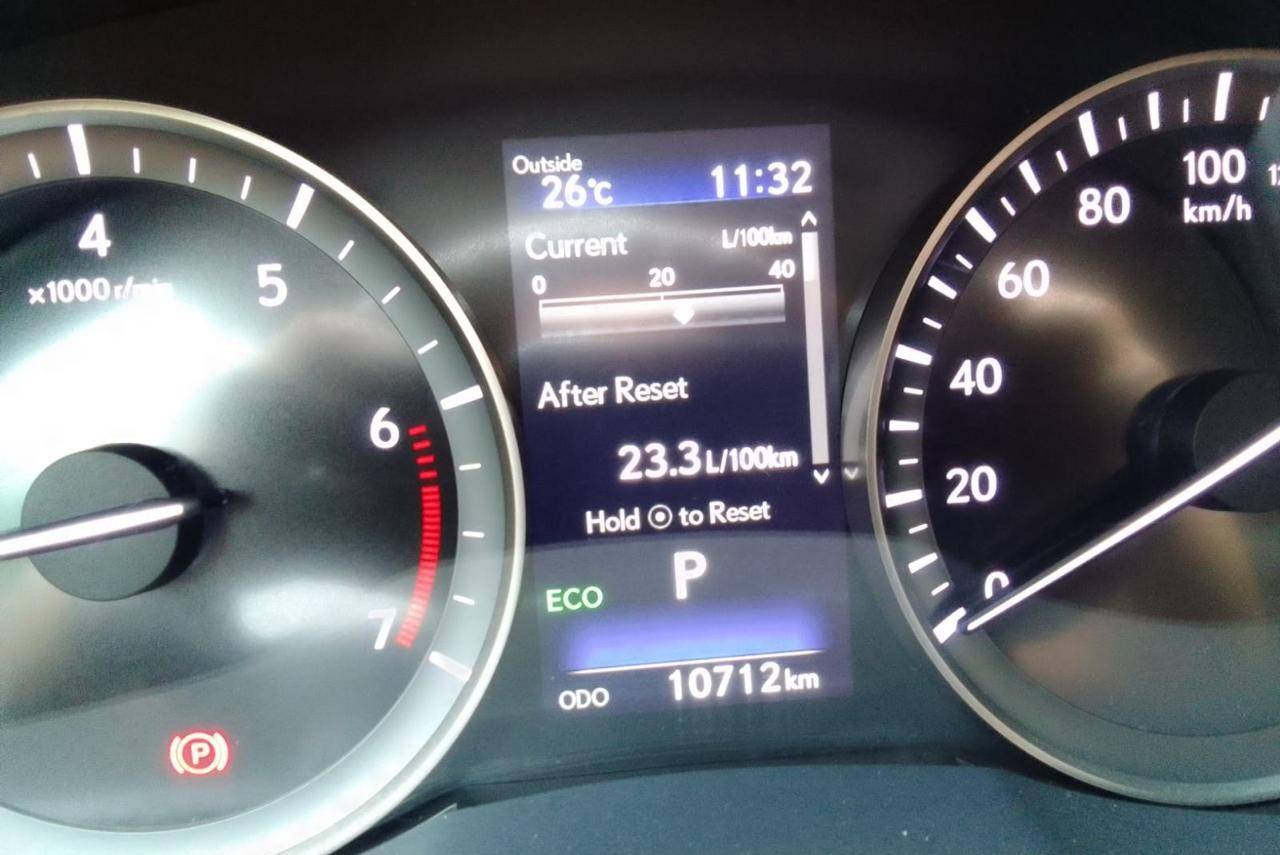 4
5
x1000 r/min
6
7
P
Outside
26°C 11:32
Current L/100km
0 20 40
After Reset
23.3 L/100km
Hold to Reset
P
ECO
ODO 10712 km
100
km/h
80
60
40
20
0